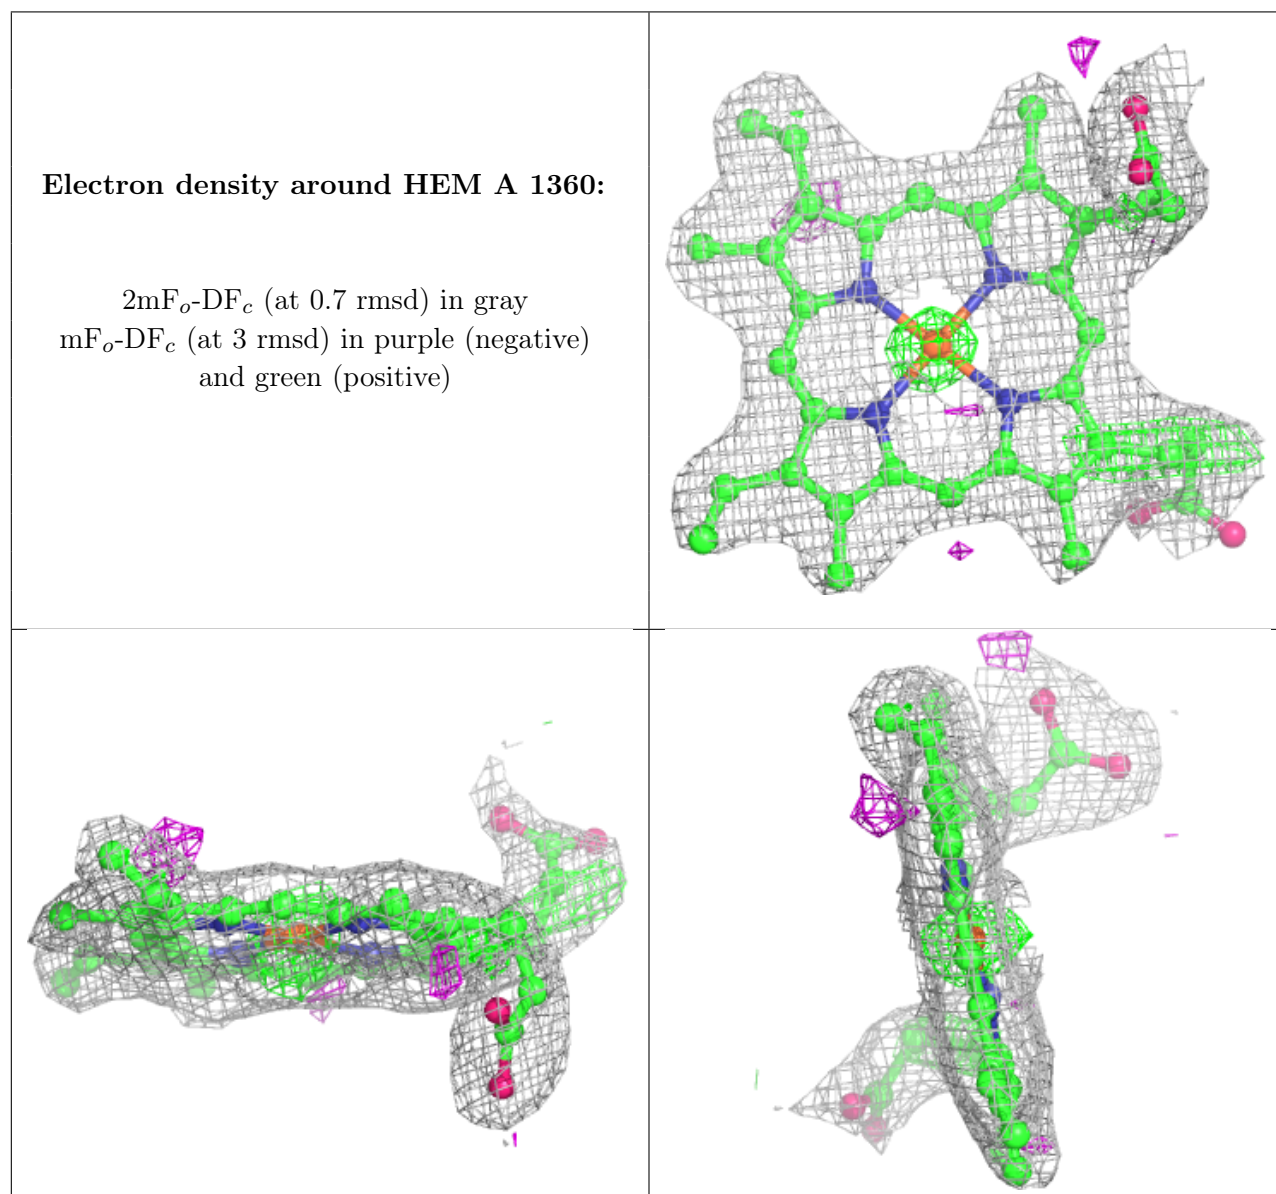 Electron density around HEM A 1360:
2mFo-DFc (at 0.7 rmsd) in gray
mFo-DFc (at 3 rmsd) in purple (negative)
and green (positive)